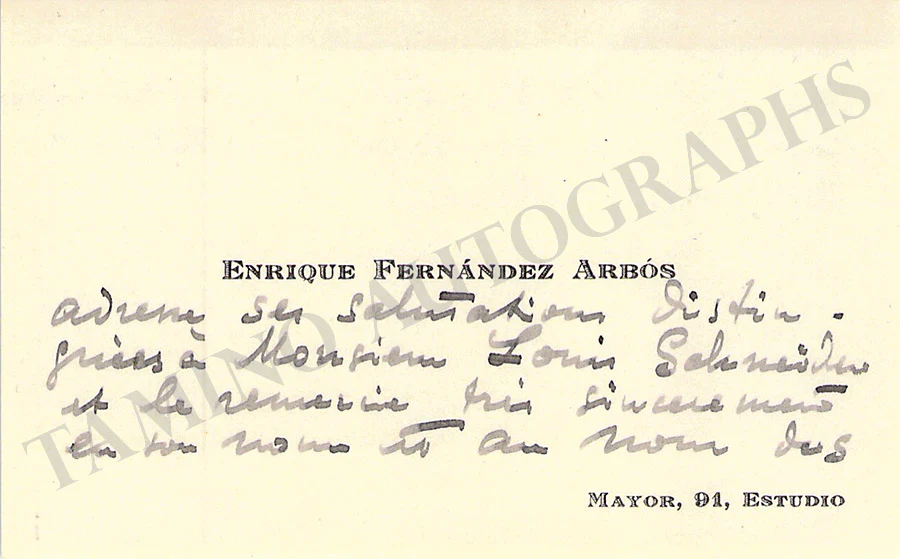 ENRIQUE FERNÁNDEZ ARBÓS
adresse ses salutations distin-
guées à Monsieur Louis Schneider
et le remercie très sincerement
en son nom et au nom des
MAYOR, 91, ESTUDIO
TAMINO AUTOGRAPHS